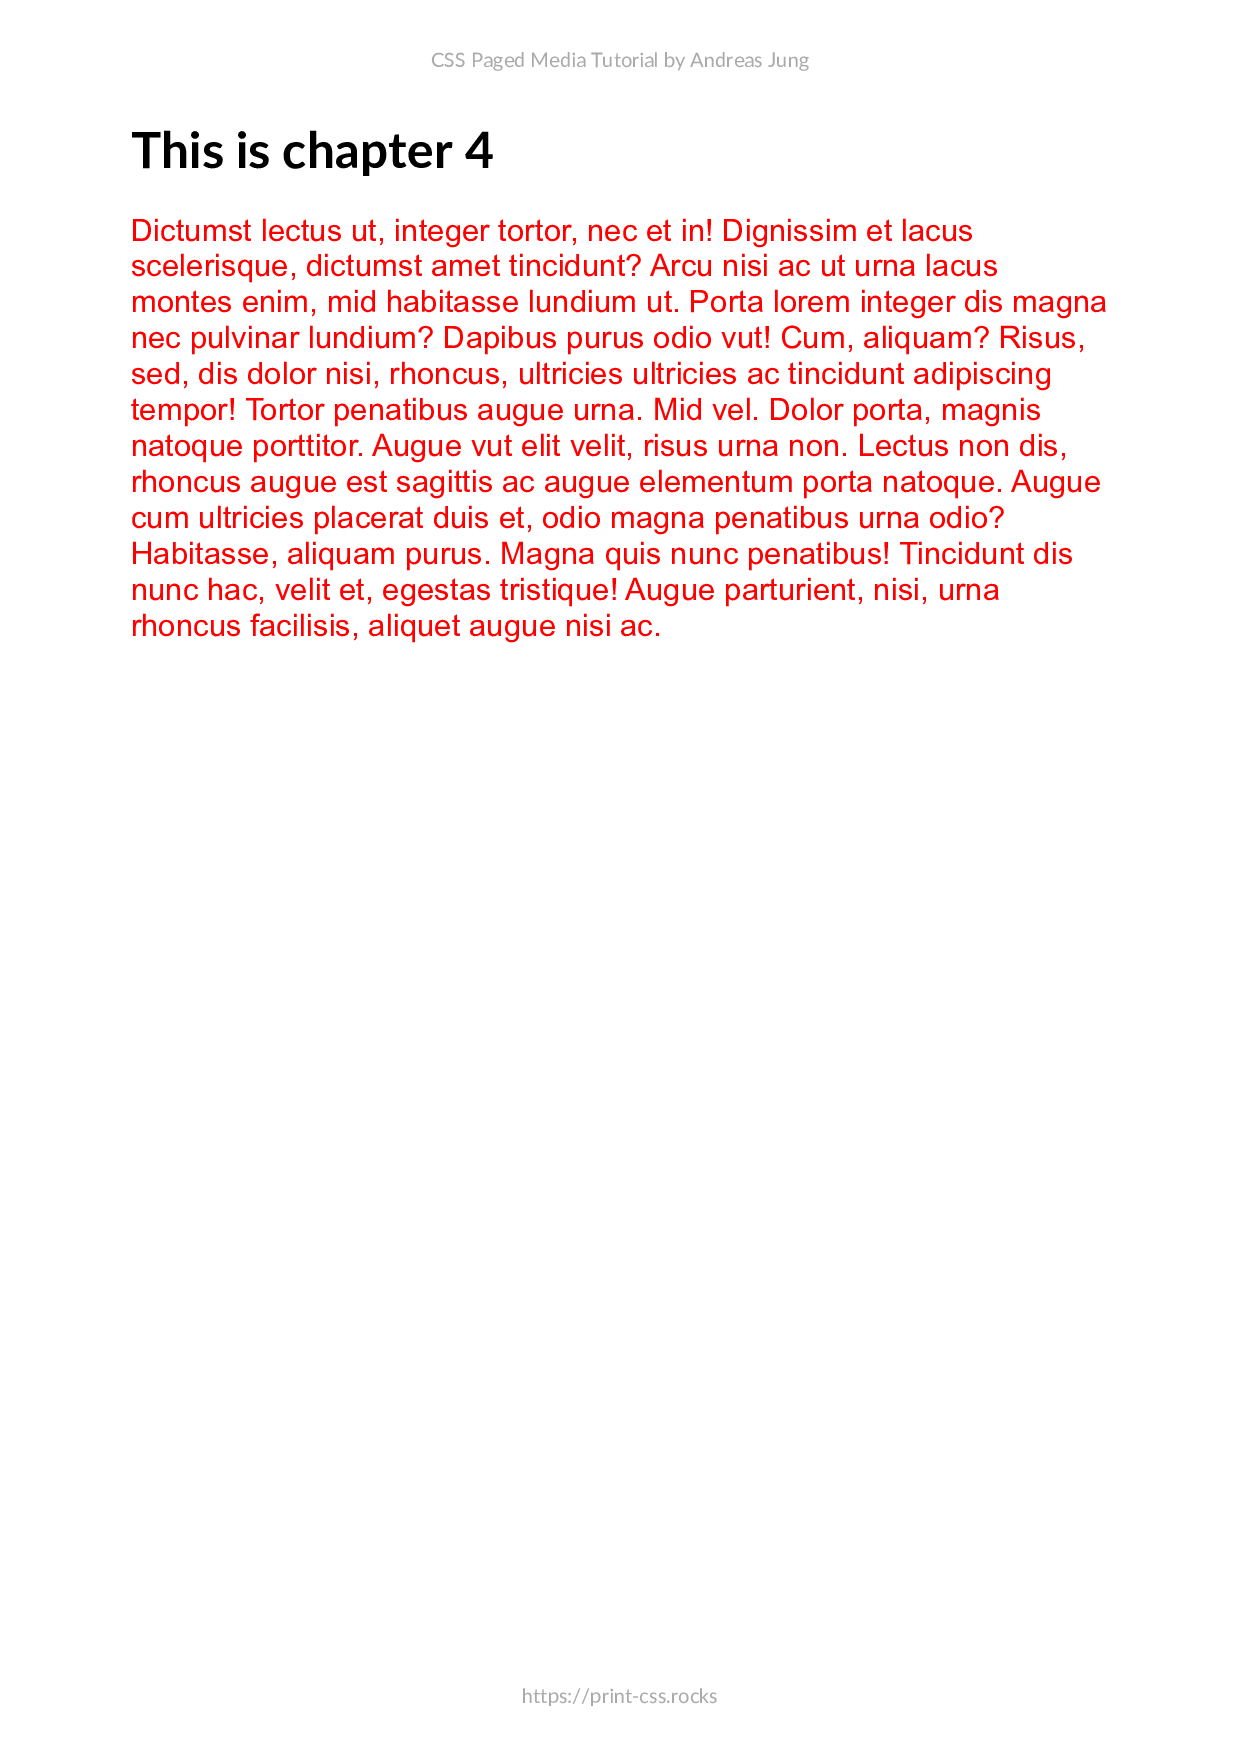 CSS Paged Media Tutorial by Andreas Jung
This is chapter 4
Dictumst lectus ut, integer tortor, nec et in! Dignissim et lacus
scelerisque, dictumst amet tincidunt? Arcu nisi ac ut urna lacus
montes enim, mid habitasse lundium ut. Porta lorem integer dis magna
nec pulvinar lundium? Dapibus purus odio vut! Cum, aliquam? Risus,
sed, dis dolor nisi, rhoncus, ultricies ultricies ac tincidunt adipiscing
tempor! Tortor penatibus augue urna. Mid vel. Dolor porta, magnis
natoque porttitor. Augue vut elit velit, risus urna non. Lectus non dis,
rhoncus augue est sagittis ac augue elementum porta natoque. Augue
cum ultricies placerat duis et, odio magna penatibus urna odio?
Habitasse, aliquam purus. Magna quis nunc penatibus! Tincidunt dis
nunc hac, velit et, egestas tristique! Augue parturient, nisi, urna
rhoncus facilisis, aliquet augue nisi ac.
https://print-css.rocks